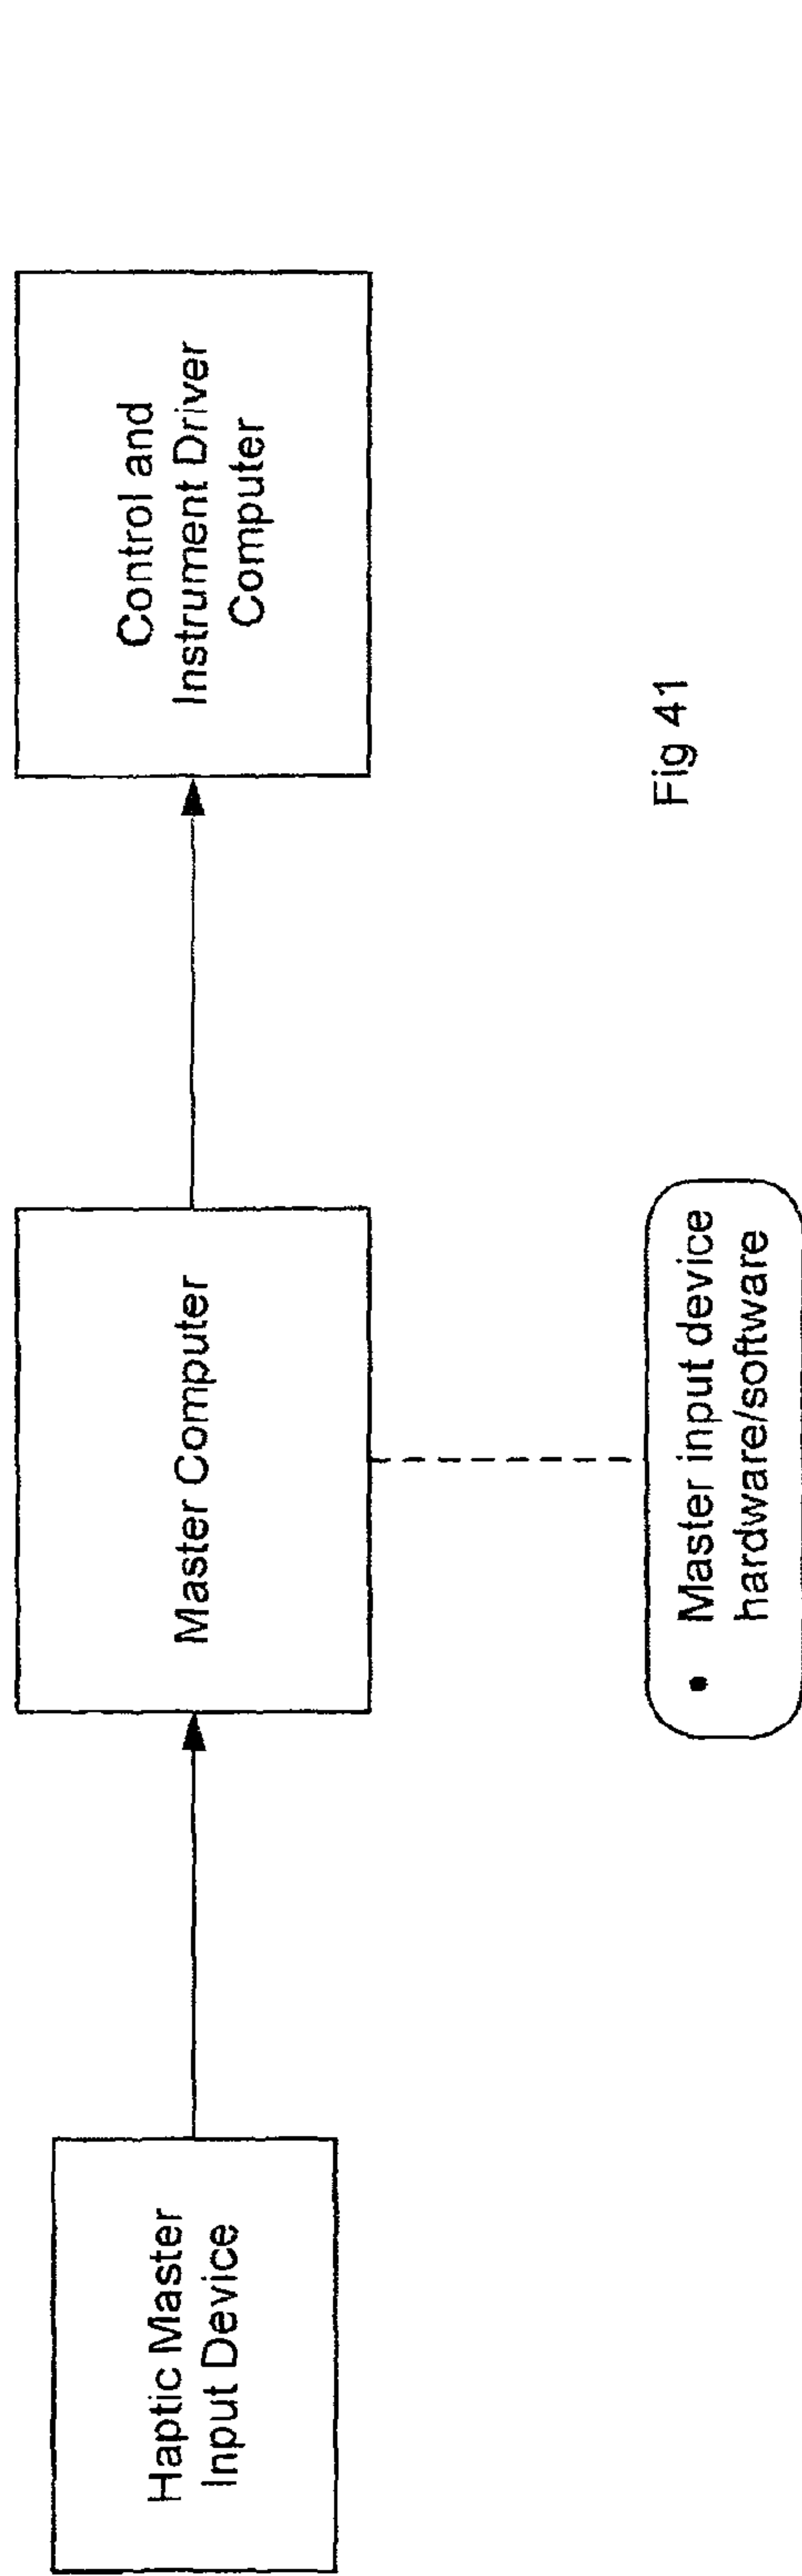 Haptic Master
Input Device
Master Computer
Control and
Instrument Driver
Computer
• Master input device
hardware/software
Fig 41